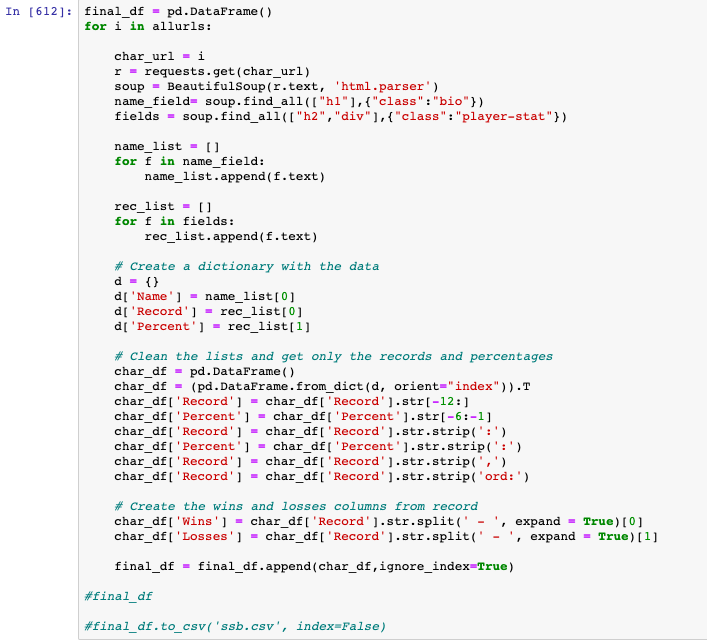 In [612]: final_df = pd.DataFrame()
for i in allurls:
    char_url = i
    r = requests.get(char_url)
    soup = BeautifulSoup(r.text, 'html.parser')
    name_field= soup.find_all(["h1"],{"class":"bio"})
    fields = soup.find_all(["h2","div"],{"class":"player-stat"})
    name_list = []
    for f in name_field:
        name_list.append(f.text)
    rec_list = []
    for f in fields:
        rec_list.append(f.text)
    # Create a dictionary with the data
    d = {}
    d['Name'] = name_list[0]
    d['Record'] = rec_list[0]
    d['Percent'] = rec_list[1]
    # Clean the lists and get only the records and percentages
    char_df = pd.DataFrame()
    char_df = (pd.DataFrame.from_dict(d, orient="index")).T
    char_df['Record'] = char_df['Record'].str[-12:]
    char_df['Percent'] = char_df['Percent'].str[-6:-1]
    char_df['Record'] = char_df['Record'].str.strip(':')
    char_df['Percent'] = char_df['Percent'].str.strip(':')
    char_df['Record'] = char_df['Record'].str.strip(',')
    char_df['Record'] = char_df['Record'].str.strip('ord:')
    # Create the wins and losses columns from record
    char_df['Wins'] = char_df['Record'].str.split(' - ', expand = True)[0]
    char_df['Losses'] = char_df['Record'].str.split(' - ', expand = True)[1]
    final_df = final_df.append(char_df,ignore_index=True)
#final_df
#final_df.to_csv('ssb.csv', index=False)